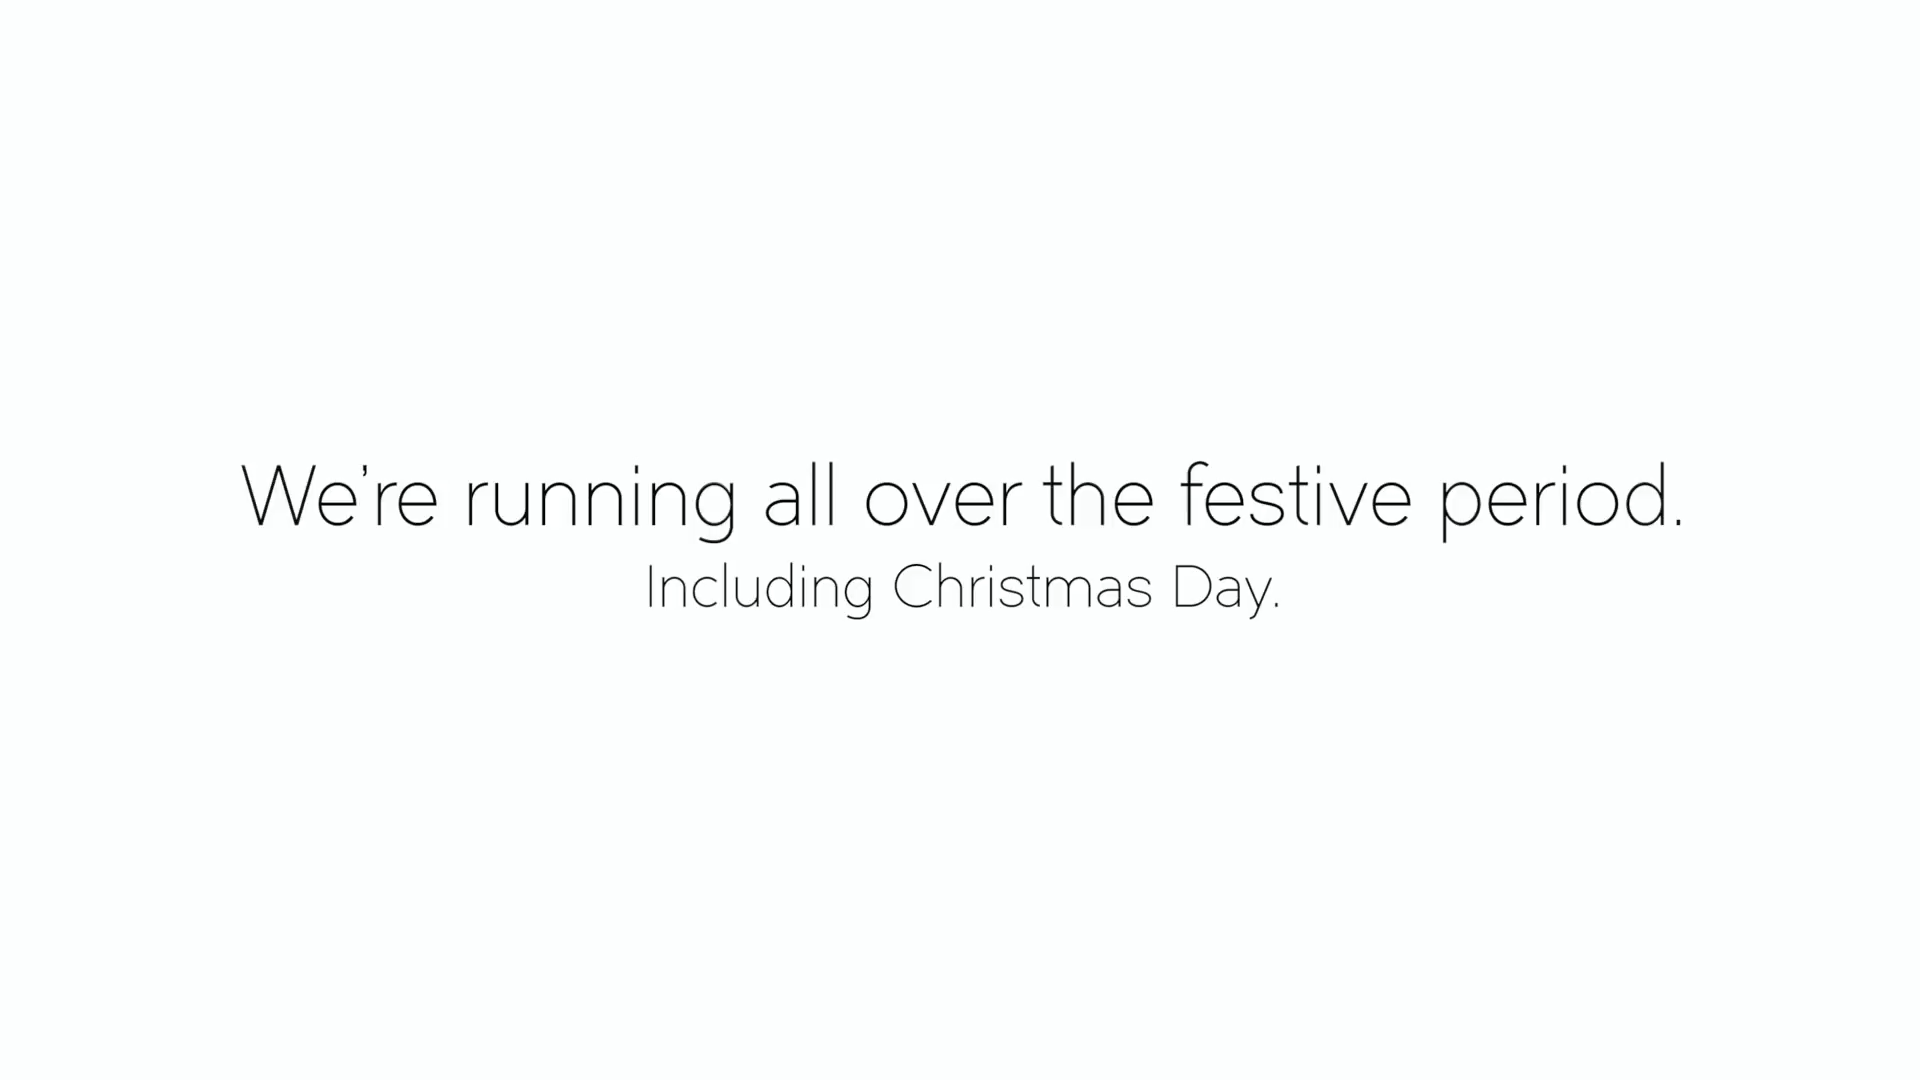 We're running all over the festive period.
Including Christmas Day.